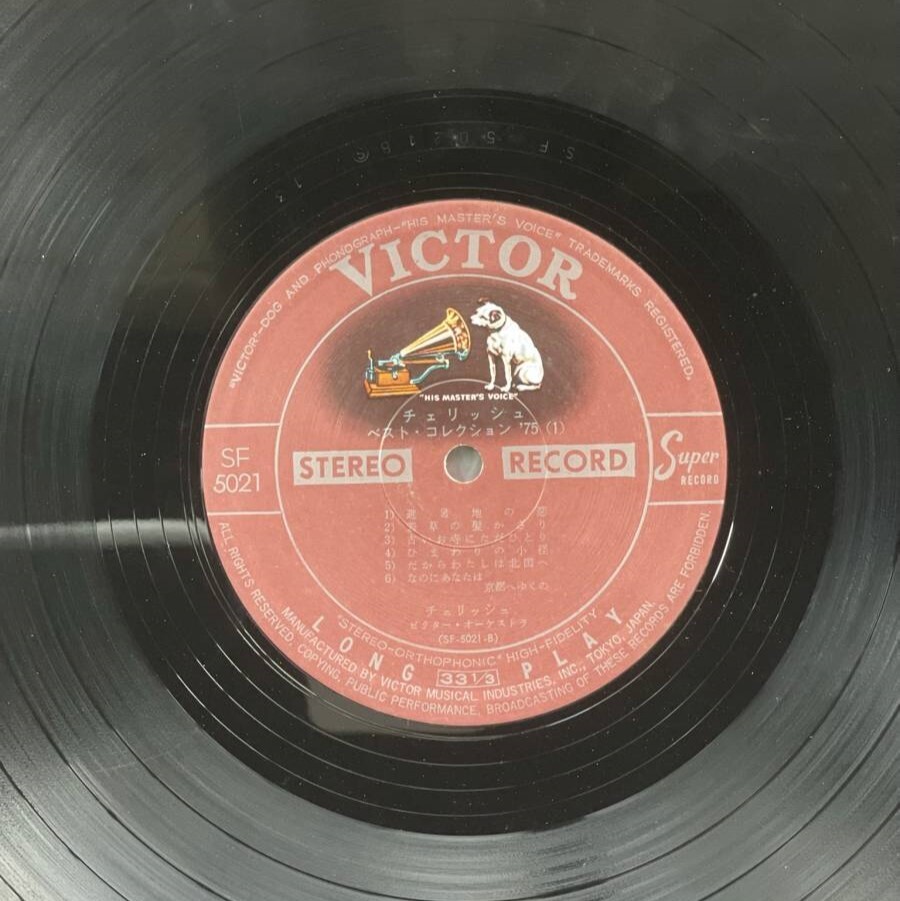 "VICTOR"-DOG AND PHONOGRAPH-"HIS MASTER'S VOICE" TRADEMARKS REGISTERED.
VICTOR
"HIS MASTER'S VOICE"
チェリッシュ
ベスト・コレクション '75 (1)
SF
5021
STEREO
RECORD
Super
RECORD
1) 避暑地の恋
2) 草の髪かざり
3) 古いお寺にただひとり
4) ひまわりの小径
5) だからわたしは北国へ
6) なのにあなたは
京都へゆくの
チェリッシュ
ビクター・オーケストラ
(SF-5021-B)
"STEREO-ORTHOPHONIC" HIGH-FIDELITY
LONG 33 1/3 PLAY
MANUFACTURED BY VICTOR MUSICAL INDUSTRIES, INC., TOKYO, JAPAN.
ALL RIGHTS RESERVED. COPYING, PUBLIC PERFORMANCE, BROADCASTING OF THESE RECORDS ARE FORBIDDEN.